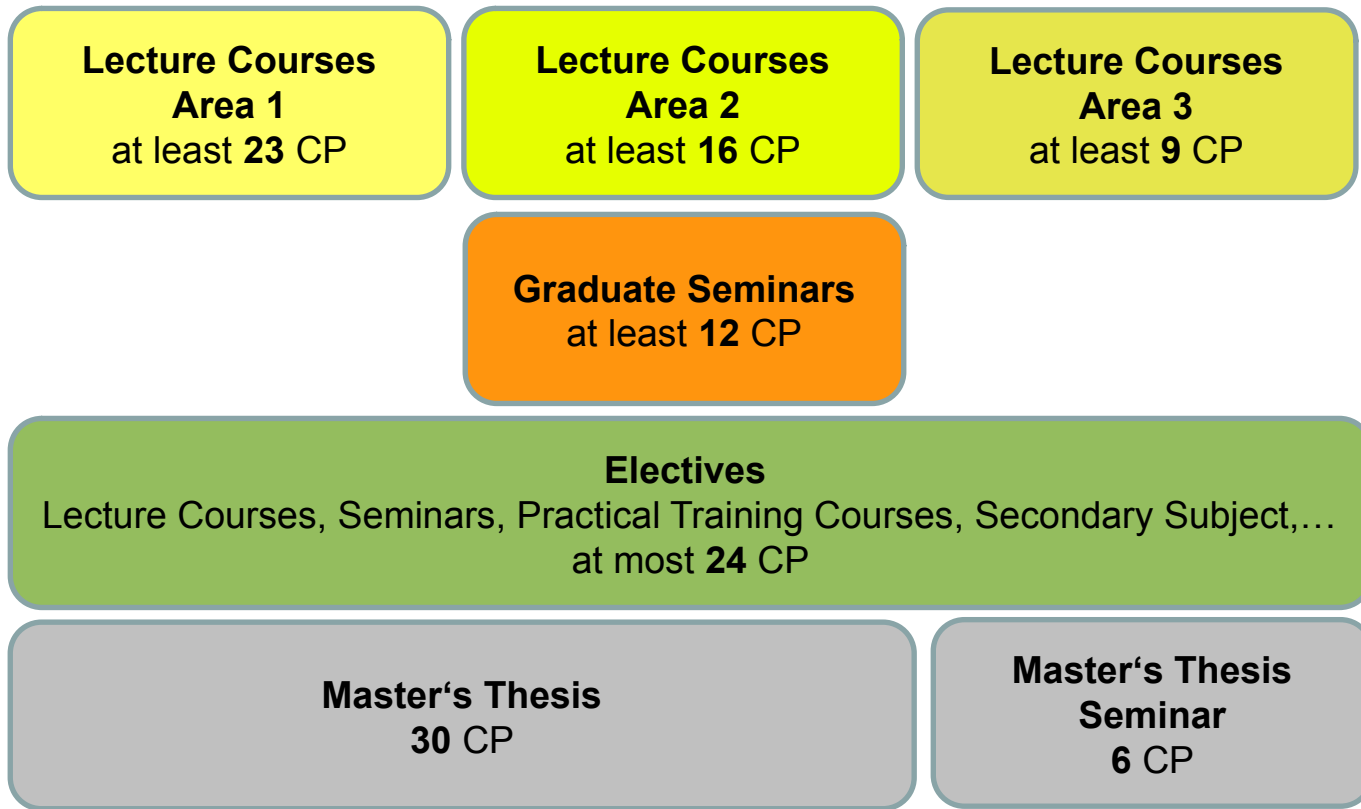 Lecture Courses
Area 1
at least 23 CP
Lecture Courses
Area 2
at least 16 CP
Lecture Courses
Area 3
at least 9 CP
Graduate Seminars
at least 12 CP
Electives
Lecture Courses, Seminars, Practical Training Courses, Secondary Subject,…
at most 24 CP
Master‘s Thesis
30 CP
Master‘s Thesis
Seminar
6 CP